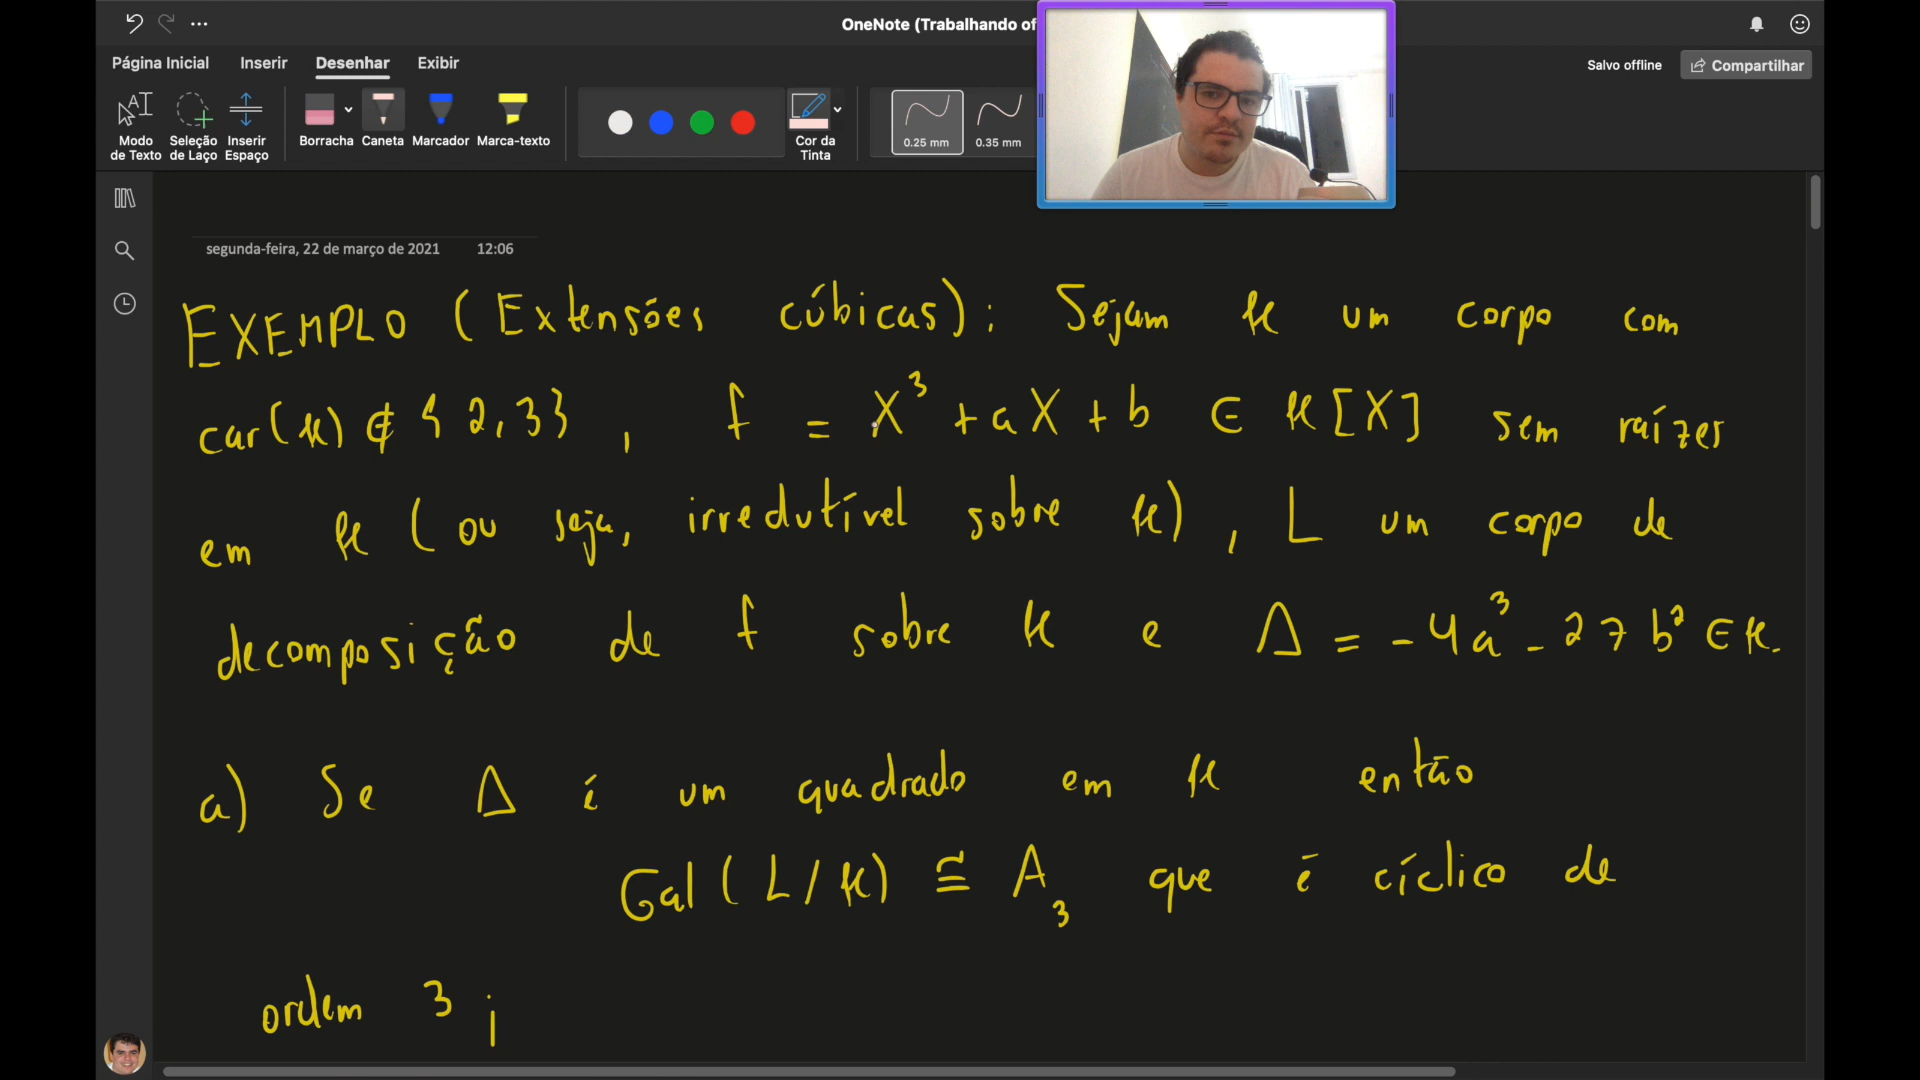 OneNote (Trabalhando of
Página Inicial Inserir Desenhar Exibir
Salvo offline Compartilhar
Modo de Texto
Seleção de Laço
Inserir Espaço
Borracha Caneta Marcador Marca-texto
Cor da Tinta
0.25 mm 0.35 mm
segunda-feira, 22 de março de 2021 12:06
EXEMPLO (Extensões cúbicas): Sejam k um corpo com
car(k) ∉ {2,3}, f = X³ + aX + b ∈ k[X] sem raízes
em k (ou seja, irredutível sobre k), L um corpo de
decomposição de f sobre k e Δ = -4a³ - 27b² ∈ k.
a) Se Δ é um quadrado em k então
Gal(L/k) ≅ A₃ que é cíclico de
ordem 3 ;